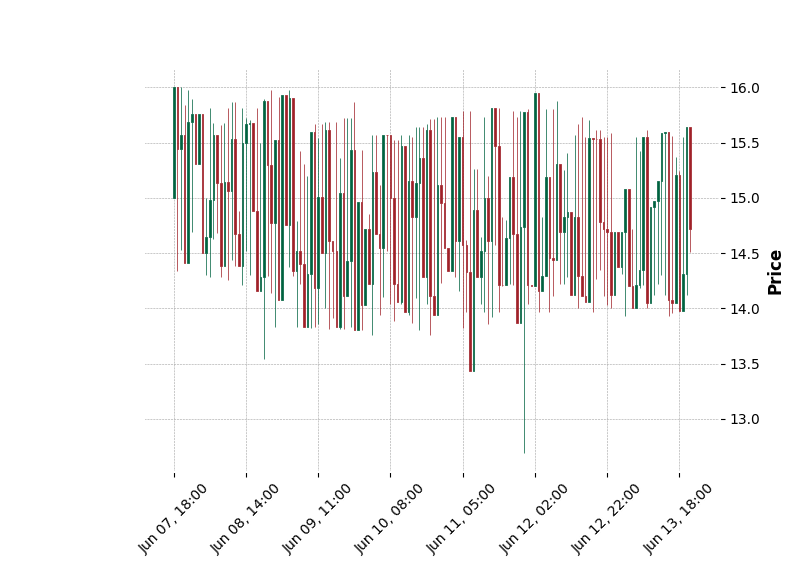 16.0
15.5
15.0
14.5
14.0
13.5
13.0
Price
Jun 07, 18:00
Jun 08, 14:00
Jun 09, 11:00
Jun 10, 08:00
Jun 11, 05:00
Jun 12, 02:00
Jun 12, 22:00
Jun 13, 18:00